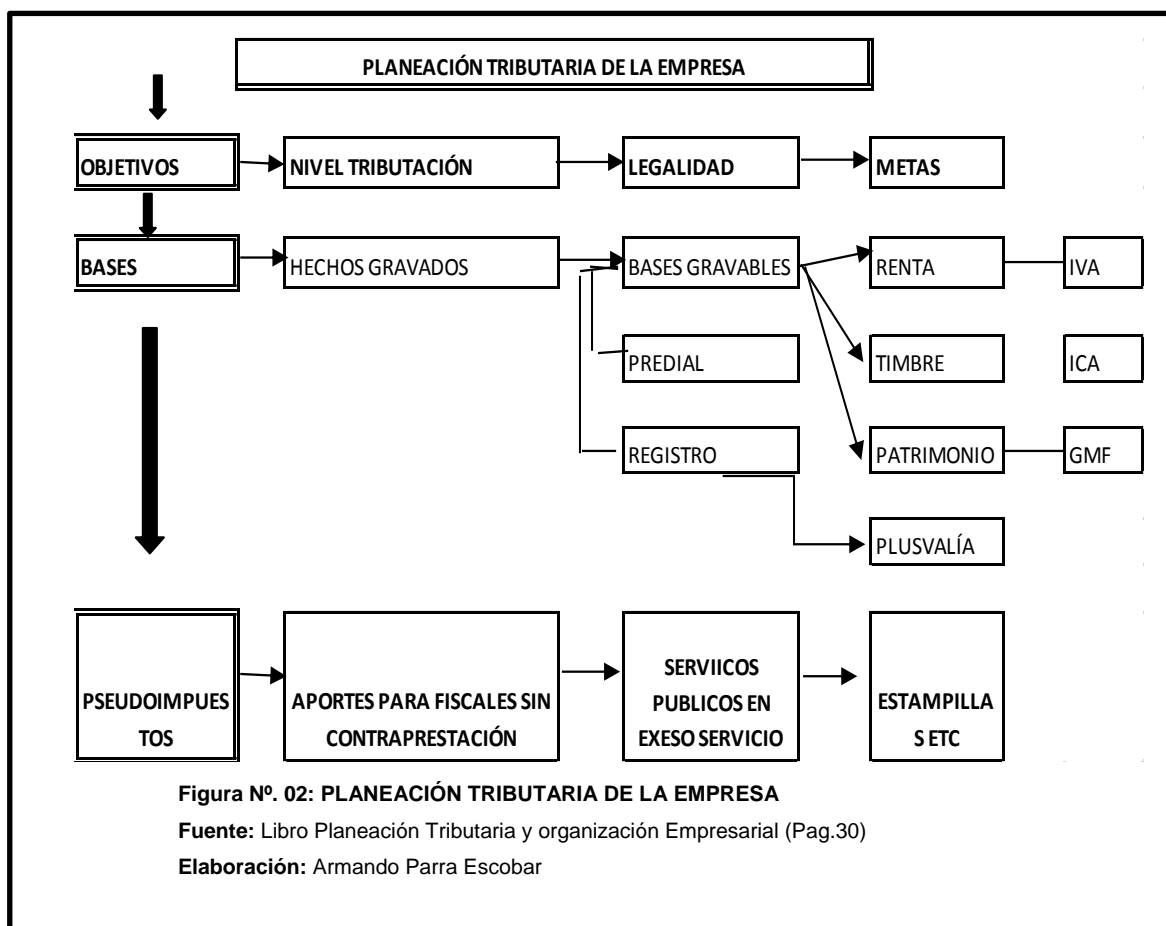 PLANEACIÓN TRIBUTARIA DE LA EMPRESA
OBJETIVOS
NIVEL TRIBUTACIÓN
LEGALIDAD
METAS
BASES
HECHOS GRAVADOS
BASES GRAVABLES
RENTA
IVA
PREDIAL
TIMBRE
ICA
REGISTRO
PATRIMONIO
GMF
PLUSVALÍA
PSEUDOIMPUES
TOS
APORTES PARA FISCALES SIN
CONTRAPRESTACIÓN
SERVIICOS
PUBLICOS EN
EXESO SERVICIO
ESTAMPILLA
S ETC
Figura Nº. 02: PLANEACIÓN TRIBUTARIA DE LA EMPRESA
Fuente: Libro Planeación Tributaria y organización Empresarial (Pag.30)
Elaboración: Armando Parra Escobar